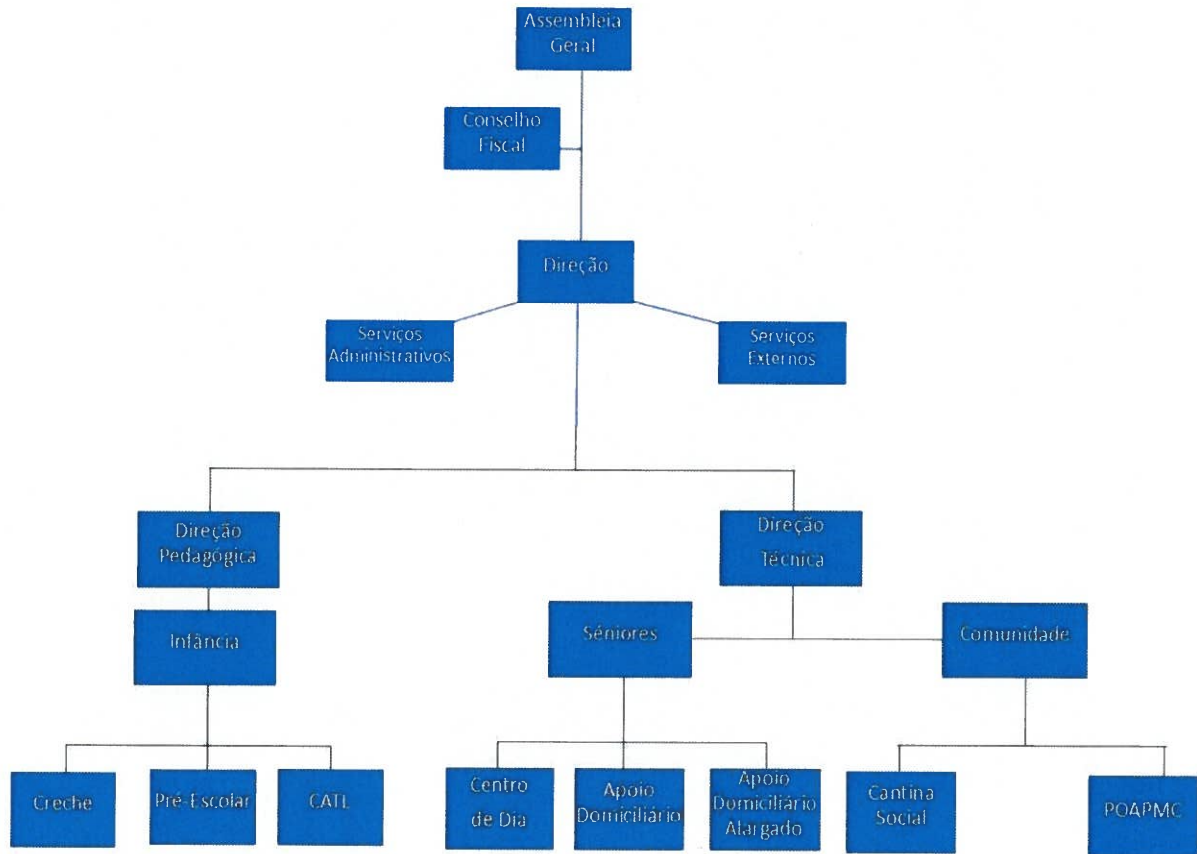 Assembleia
Geral
Conselho
Fiscal
Direção
Serviços
Administrativos
Serviços
Externos
Direção
Pedagógica
Direção
Técnica
Infância
Séniores
Comunidade
Creche
Pré-Escolar
CATL
Centro
de Dia
Apoio
Domiciliário
Apoio
Domiciliário
Alargado
Cantina
Social
POAPMC